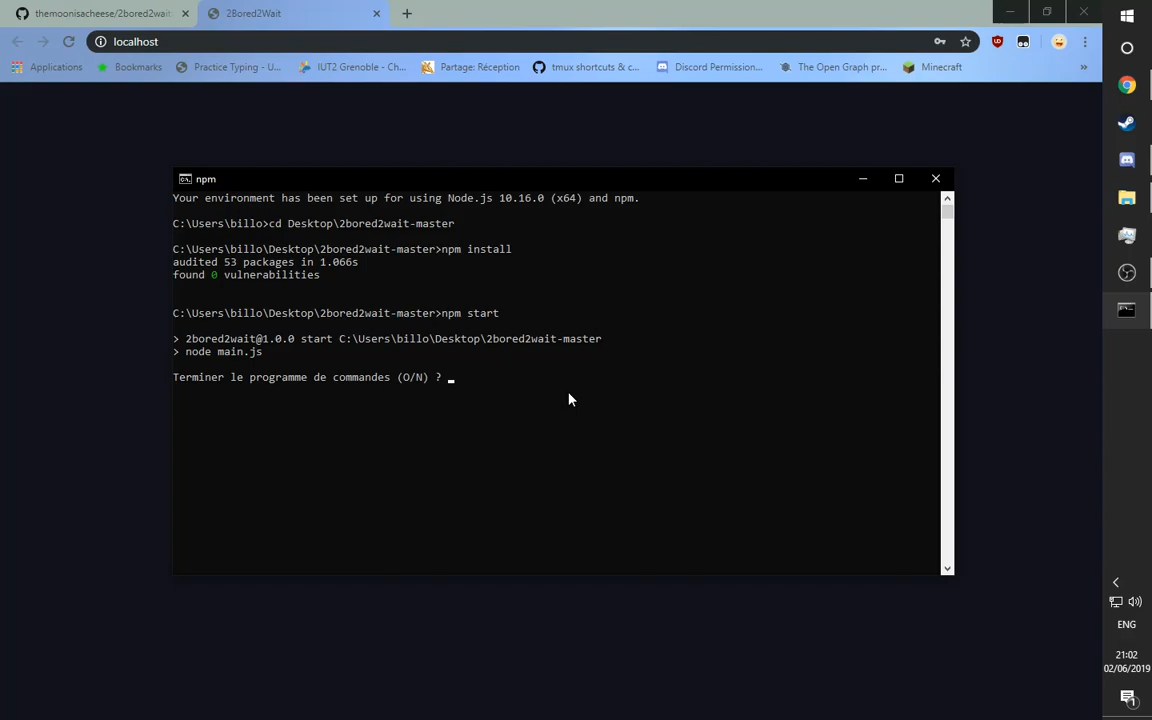 themoonisacheese/2bored2wait
2Bored2Wait
localhost
Applications
Bookmarks
Practice Typing - U...
IUT2 Grenoble - Ch...
Partage: Réception
tmux shortcuts & c...
Discord Permission...
The Open Graph pr...
Minecraft
»
npm
Your environment has been set up for using Node.js 10.16.0 (x64) and npm.
C:\Users\billo>cd Desktop\2bored2wait-master
C:\Users\billo\Desktop\2bored2wait-master>npm install
audited 53 packages in 1.066s
found 0 vulnerabilities
C:\Users\billo\Desktop\2bored2wait-master>npm start
> 2bored2wait@1.0.0 start C:\Users\billo\Desktop\2bored2wait-master
> node main.js
Terminer le programme de commandes (O/N) ?
ENG
21:02
02/06/2019
1